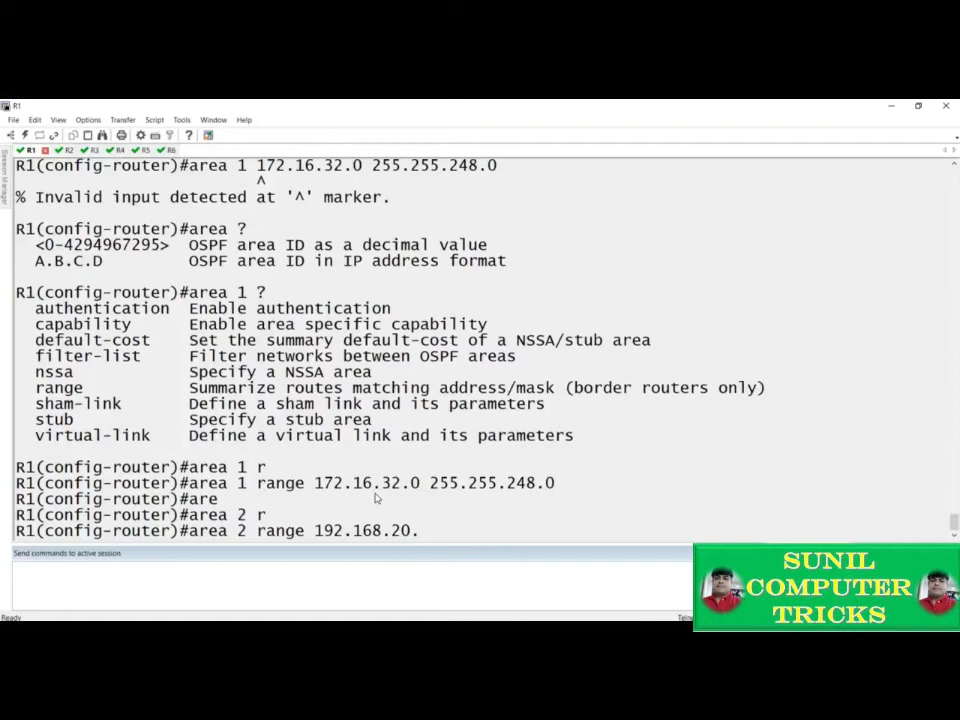 R1
File Edit View Options Transfer Script Tools Window Help
R1 R2 R3 R4 R5 R6
Session Manager
R1(config-router)#area 1 172.16.32.0 255.255.248.0
^
% Invalid input detected at '^' marker.
R1(config-router)#area ?
<0-4294967295> OSPF area ID as a decimal value
A.B.C.D OSPF area ID in IP address format
R1(config-router)#area 1 ?
authentication Enable authentication
capability Enable area specific capability
default-cost Set the summary default-cost of a NSSA/stub area
filter-list Filter networks between OSPF areas
nssa Specify a NSSA area
range Summarize routes matching address/mask (border routers only)
sham-link Define a sham link and its parameters
stub Specify a stub area
virtual-link Define a virtual link and its parameters
R1(config-router)#area 1 r
R1(config-router)#area 1 range 172.16.32.0 255.255.248.0
R1(config-router)#are
R1(config-router)#area 2 r
R1(config-router)#area 2 range 192.168.20.
Send commands to active session
Ready
Telne
SUNIL
COMPUTER
TRICKS